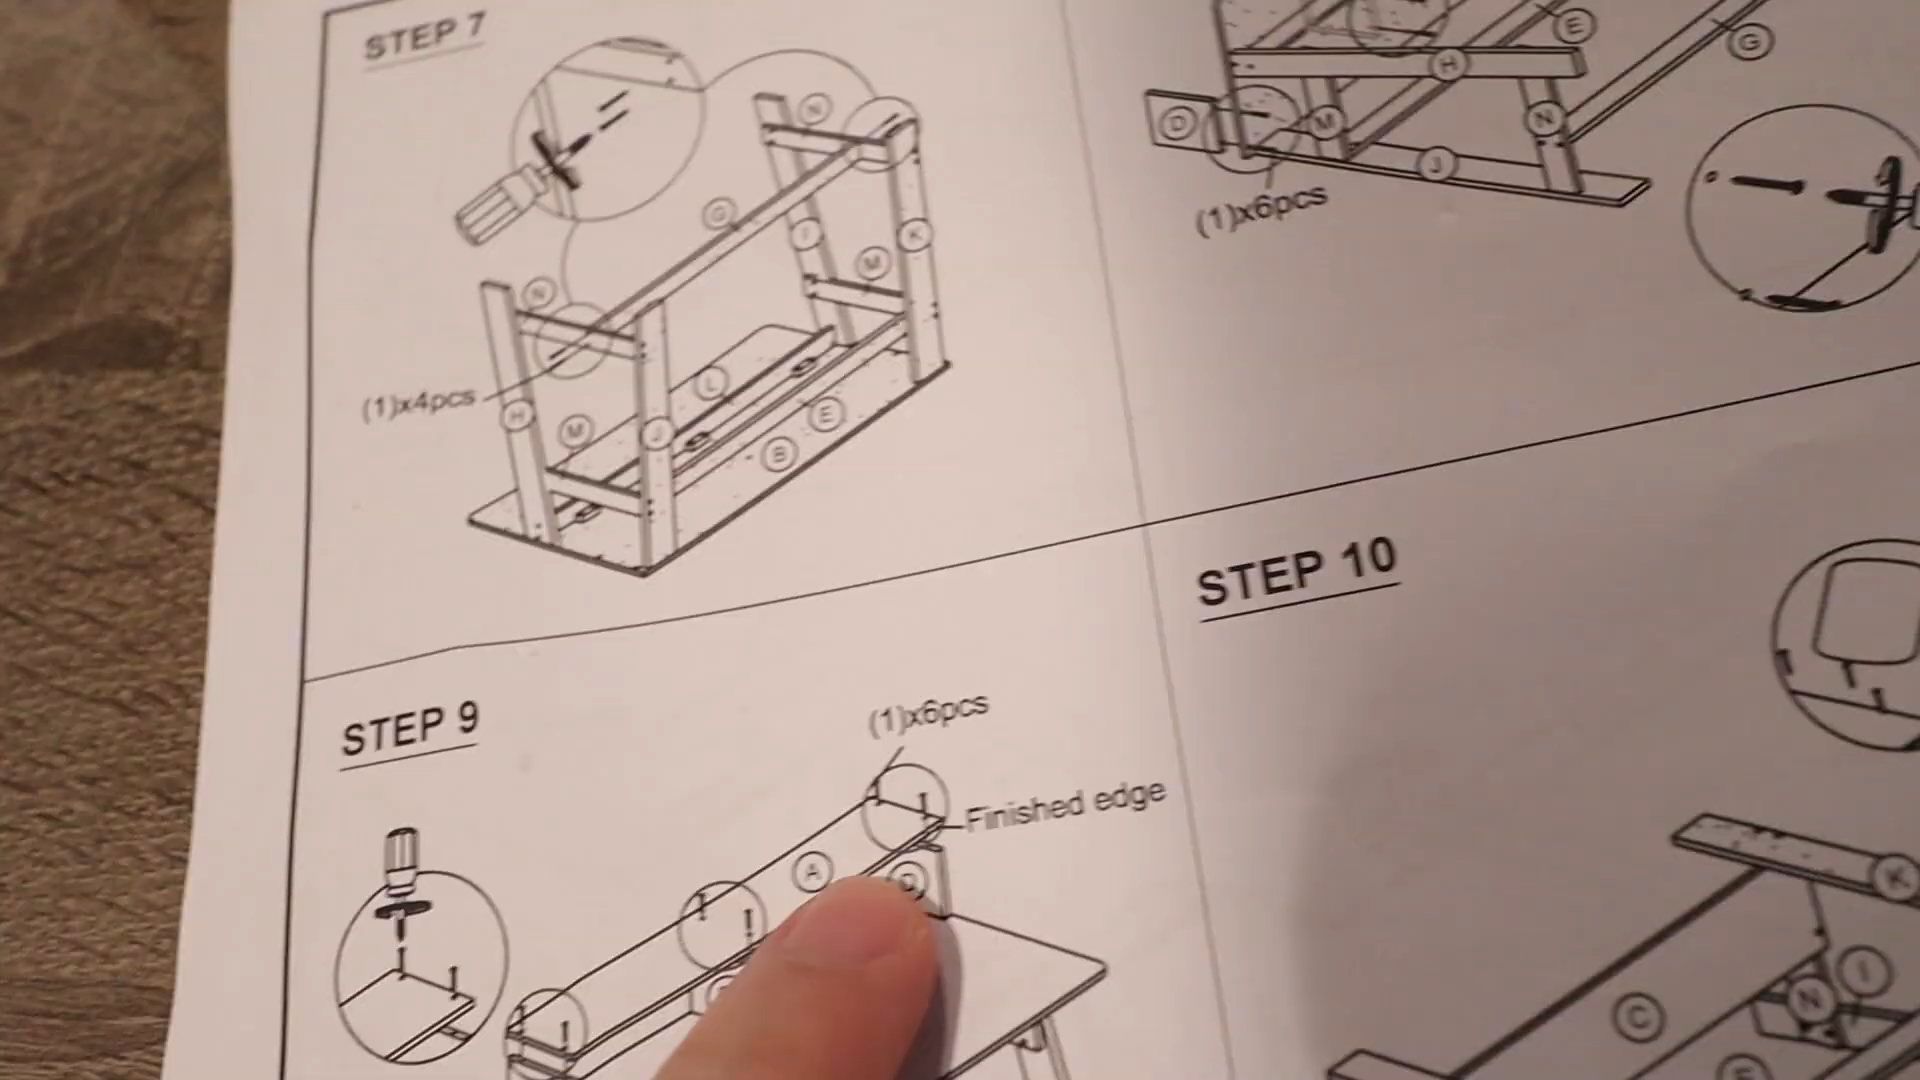 STEP 7
N
G
I
K
M
N
(1)x4pcs
H
M
L
J
E
B
E
G
H
D
M
N
J
(1)x6pcs
STEP 9
(1)x6pcs
Finished edge
A
D
STEP 10
K
C
N
I